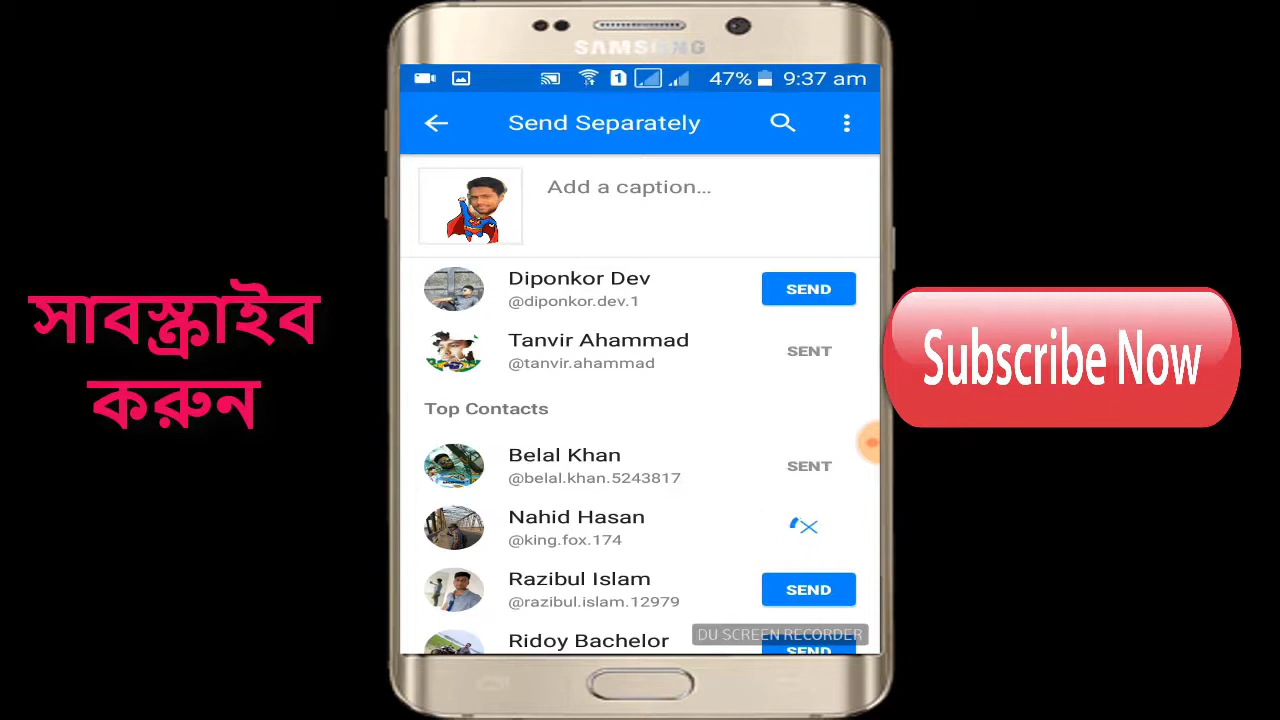 SAMSUNG
47% 9:37 am
Send Separately
Add a caption...
Diponkor Dev
@diponkor.dev.1
SEND
Tanvir Ahammad
@tanvir.ahammad
SENT
Top Contacts
Belal Khan
@belal.khan.5243817
SENT
Nahid Hasan
@king.fox.174
Razibul Islam
@razibul.islam.12979
SEND
Ridoy Bachelor
SEND
DU SCREEN RECORDER
সাবস্ক্রাইব
করুন
Subscribe Now